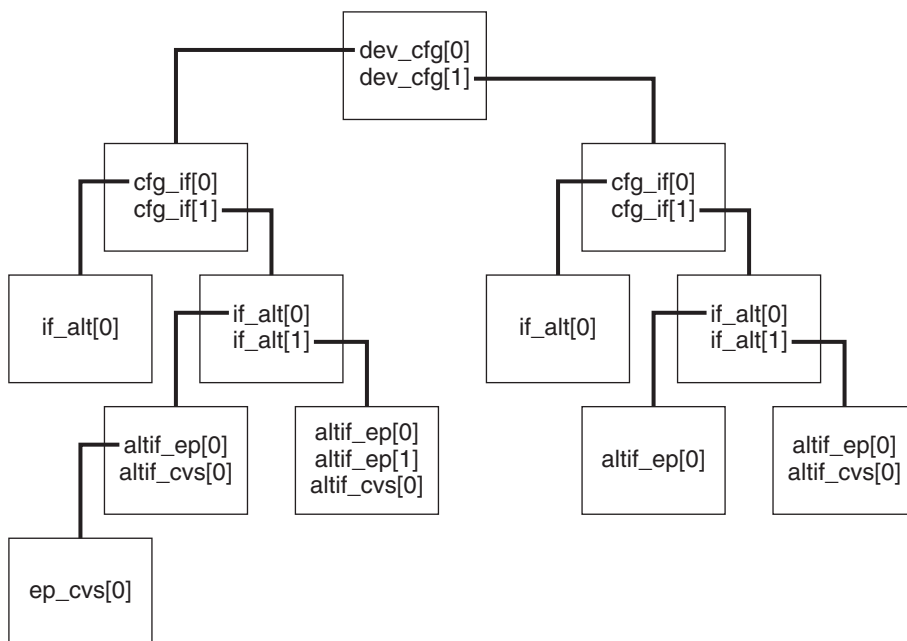 dev_cfg[0]
dev_cfg[1]
cfg_if[0]
cfg_if[1]
cfg_if[0]
cfg_if[1]
if_alt[0]
if_alt[0]
if_alt[1]
if_alt[0]
if_alt[0]
if_alt[1]
altif_ep[0]
altif_cvs[0]
altif_ep[0]
altif_ep[1]
altif_cvs[0]
altif_ep[0]
altif_ep[0]
altif_cvs[0]
ep_cvs[0]